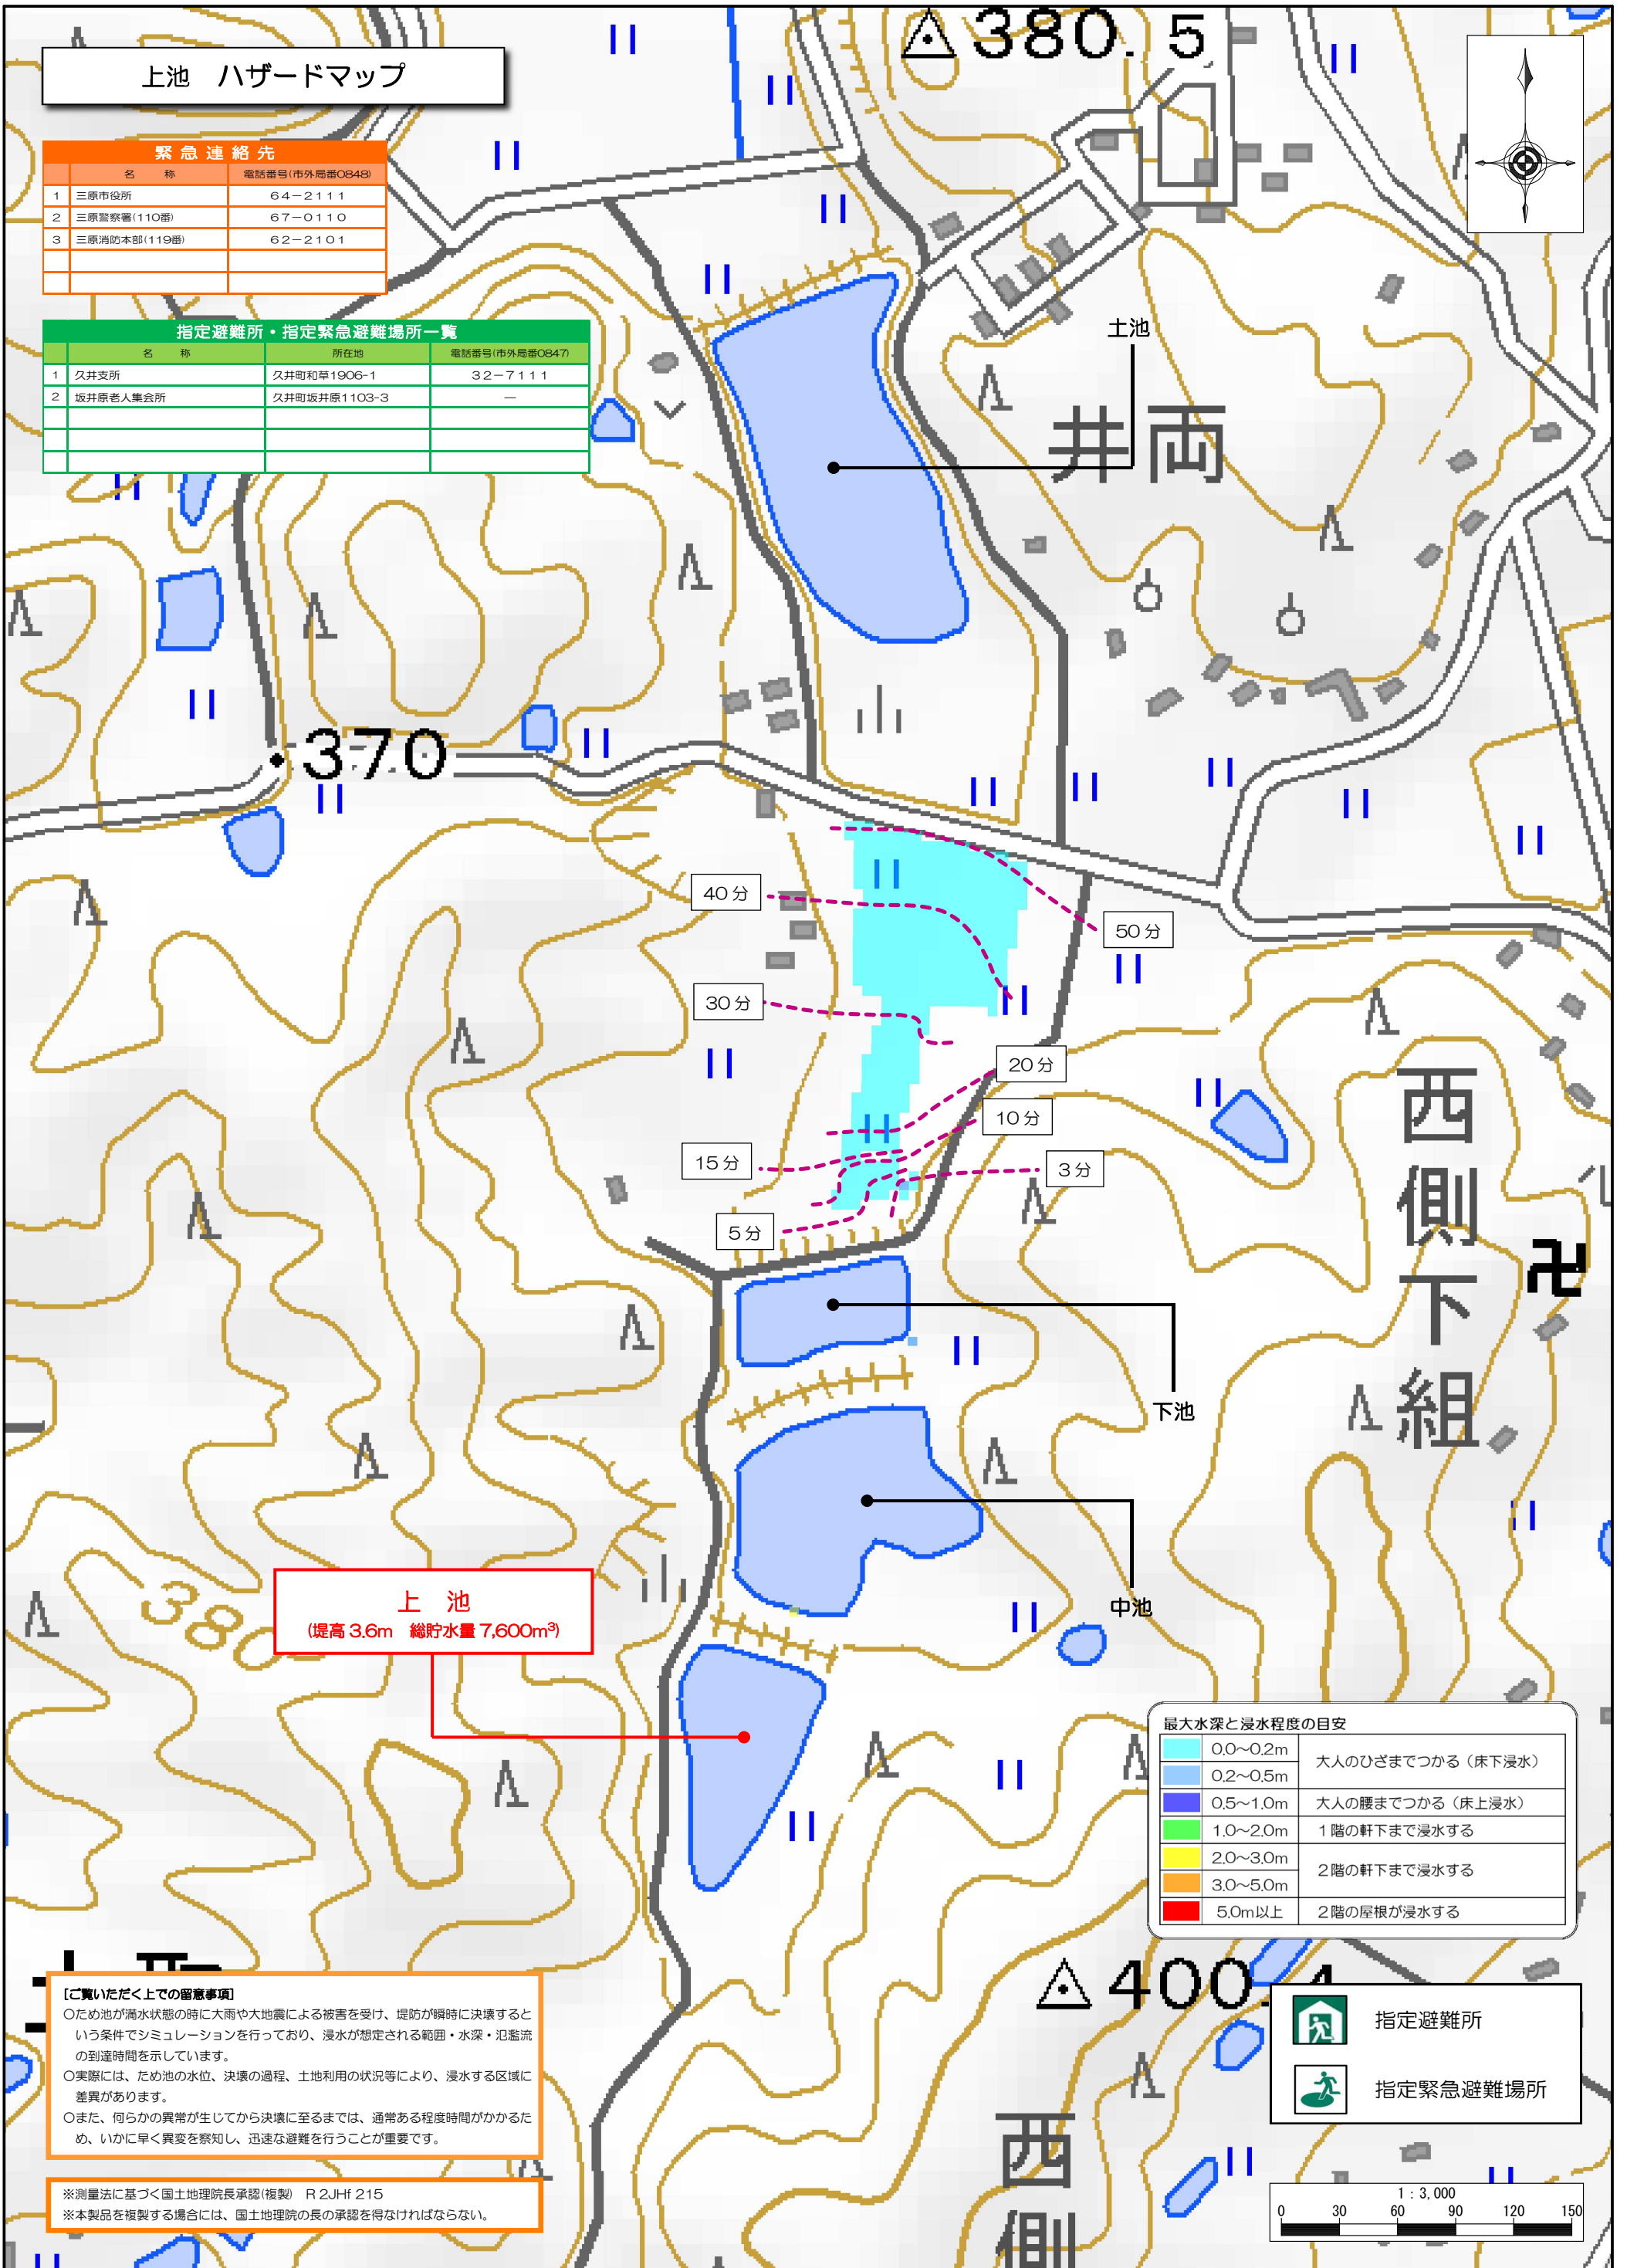 上池　ハザードマップ
緊急連絡先
名　称　電話番号(市外局番0848)
1　三原市役所　64－2111
2　三原警察署(110番)　67－0110
3　三原消防本部(119番)　62－2101
指定避難所・指定緊急避難場所一覧
名　称　所在地　電話番号(市外局番0847)
1　久井支所　久井町和草1906-1　32－7111
2　坂井原老人集会所　久井町坂井原1103-3　―
380.5
土池
井両
370
40分
50分
30分
20分
10分
15分
3分
5分
西側下組
下池
中池
380
上　池
(堤高 3.6m　総貯水量 7,600m³)
最大水深と浸水程度の目安
0.0～0.2m　大人のひざまでつかる（床下浸水）
0.2～0.5m
0.5～1.0m　大人の腰までつかる（床上浸水）
1.0～2.0m　１階の軒下まで浸水する
2.0～3.0m　２階の軒下まで浸水する
3.0～5.0m
5.0m以上　２階の屋根が浸水する
400.4
指定避難所
指定緊急避難場所
[ご覧いただく上での留意事項]
○ため池が満水状態の時に大雨や大地震による被害を受け、堤防が瞬時に決壊すると
いう条件でシミュレーションを行っており、浸水が想定される範囲・水深・氾濫流
の到達時間を示しています。
○実際には、ため池の水位、決壊の過程、土地利用の状況等により、浸水する区域に
差異があります。
○また、何らかの異常が生じてから決壊に至るまでは、通常ある程度時間がかかるた
め、いかに早く異変を察知し、迅速な避難を行うことが重要です。
西側
※測量法に基づく国土地理院長承認(複製)　R 2JHf 215
※本製品を複製する場合には、国土地理院の長の承認を得なければならない。
1：3,000
0　30　60　90　120　150